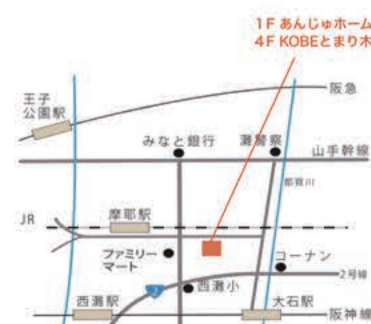 1F あんじゅホーム
4F KOBEとまり木
阪急
王子
公園駅
みなと銀行
灘警察
山手幹線
都賀川
JR
摩耶駅
ファミリー
マート
コーナン
2
2号線
西灘小
西灘駅
大石駅
阪神線